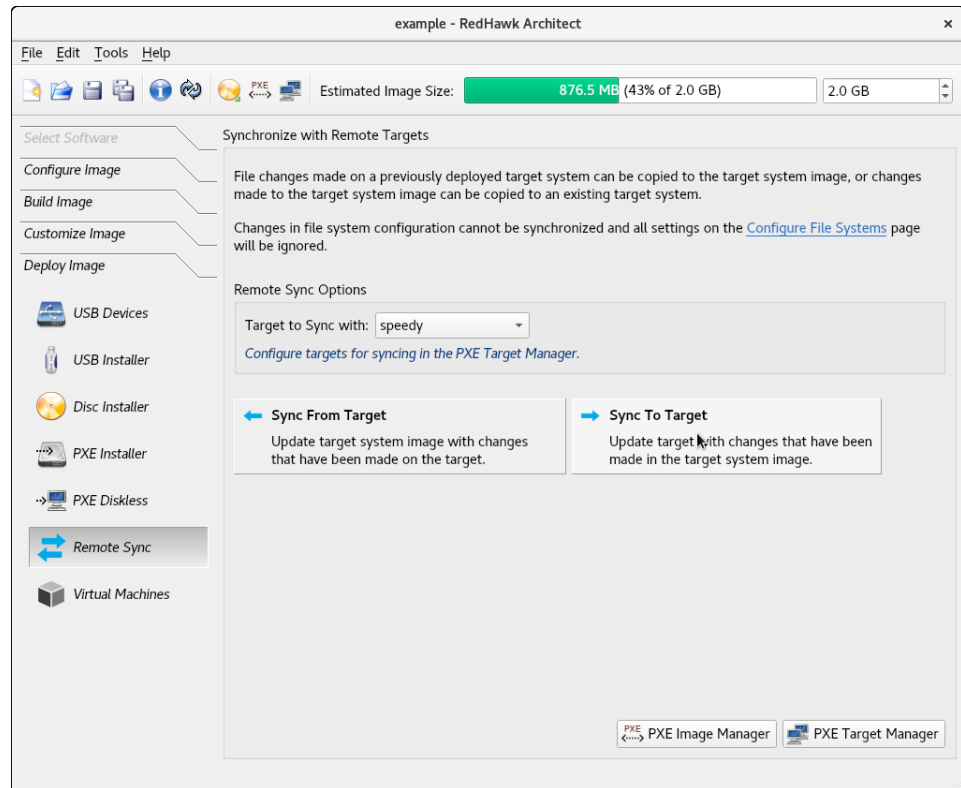 example - RedHawk Architect
File Edit Tools Help
PXE
Estimated Image Size:
876.5 MB (43% of 2.0 GB)
2.0 GB
Select Software
Configure Image
Build Image
Customize Image
Deploy Image
USB Devices
USB Installer
Disc Installer
PXE Installer
PXE Diskless
Remote Sync
Virtual Machines
Synchronize with Remote Targets
File changes made on a previously deployed target system can be copied to the target system image, or changes
made to the target system image can be copied to an existing target system.
Changes in file system configuration cannot be synchronized and all settings on the Configure File Systems page
will be ignored.
Remote Sync Options
Target to Sync with: speedy
Configure targets for syncing in the PXE Target Manager.
Sync From Target
Update target system image with changes
that have been made on the target.
Sync To Target
Update target with changes that have been
made in the target system image.
PXE
PXE Image Manager
PXE Target Manager